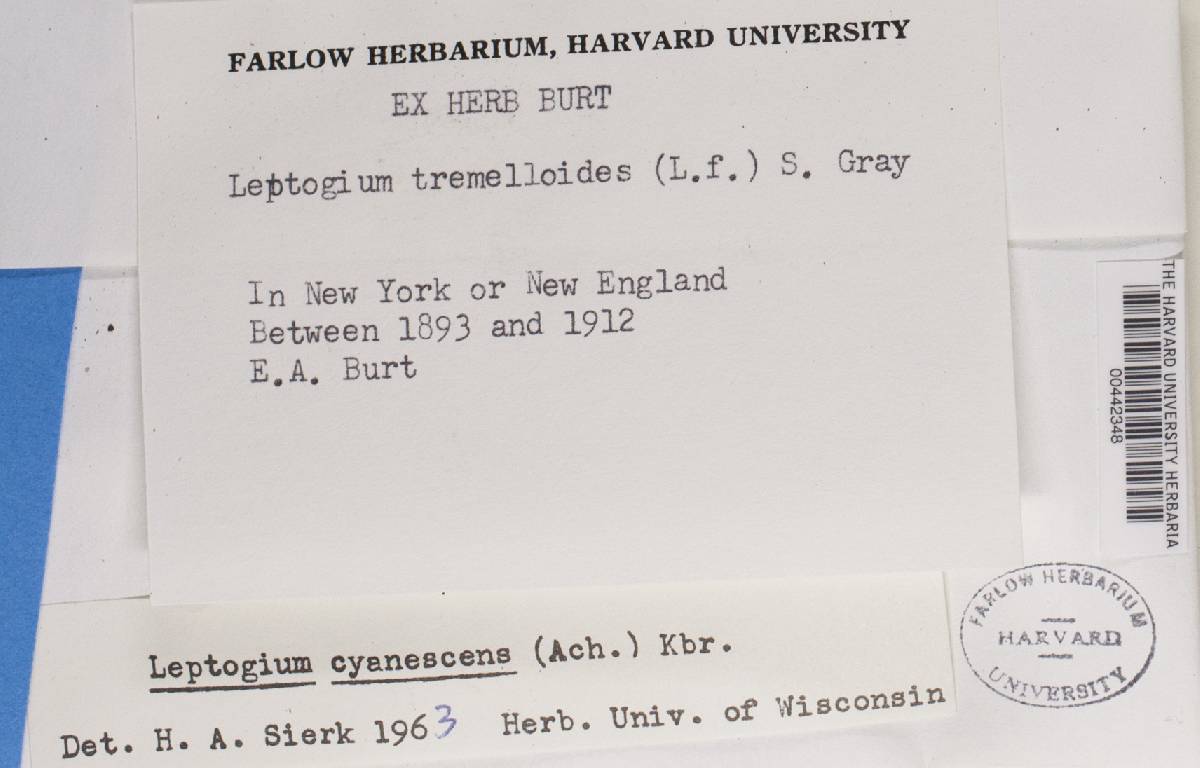 FARLOW HERBARIUM, HARVARD UNIVERSITY
EX HERB BURT
Leptogium tremelloides (L.f.) S. Gray
In New York or New England
Between 1893 and 1912
E.A. Burt
THE HARVARD UNIVERSITY HERBARIA
00442348
FARLOW HERBARIUM
HARVARD
UNIVERSITY
Leptogium cyanescens (Ach.) Kbr.
Det. H. A. Sierk 1963 Herb. Univ. of Wisconsin